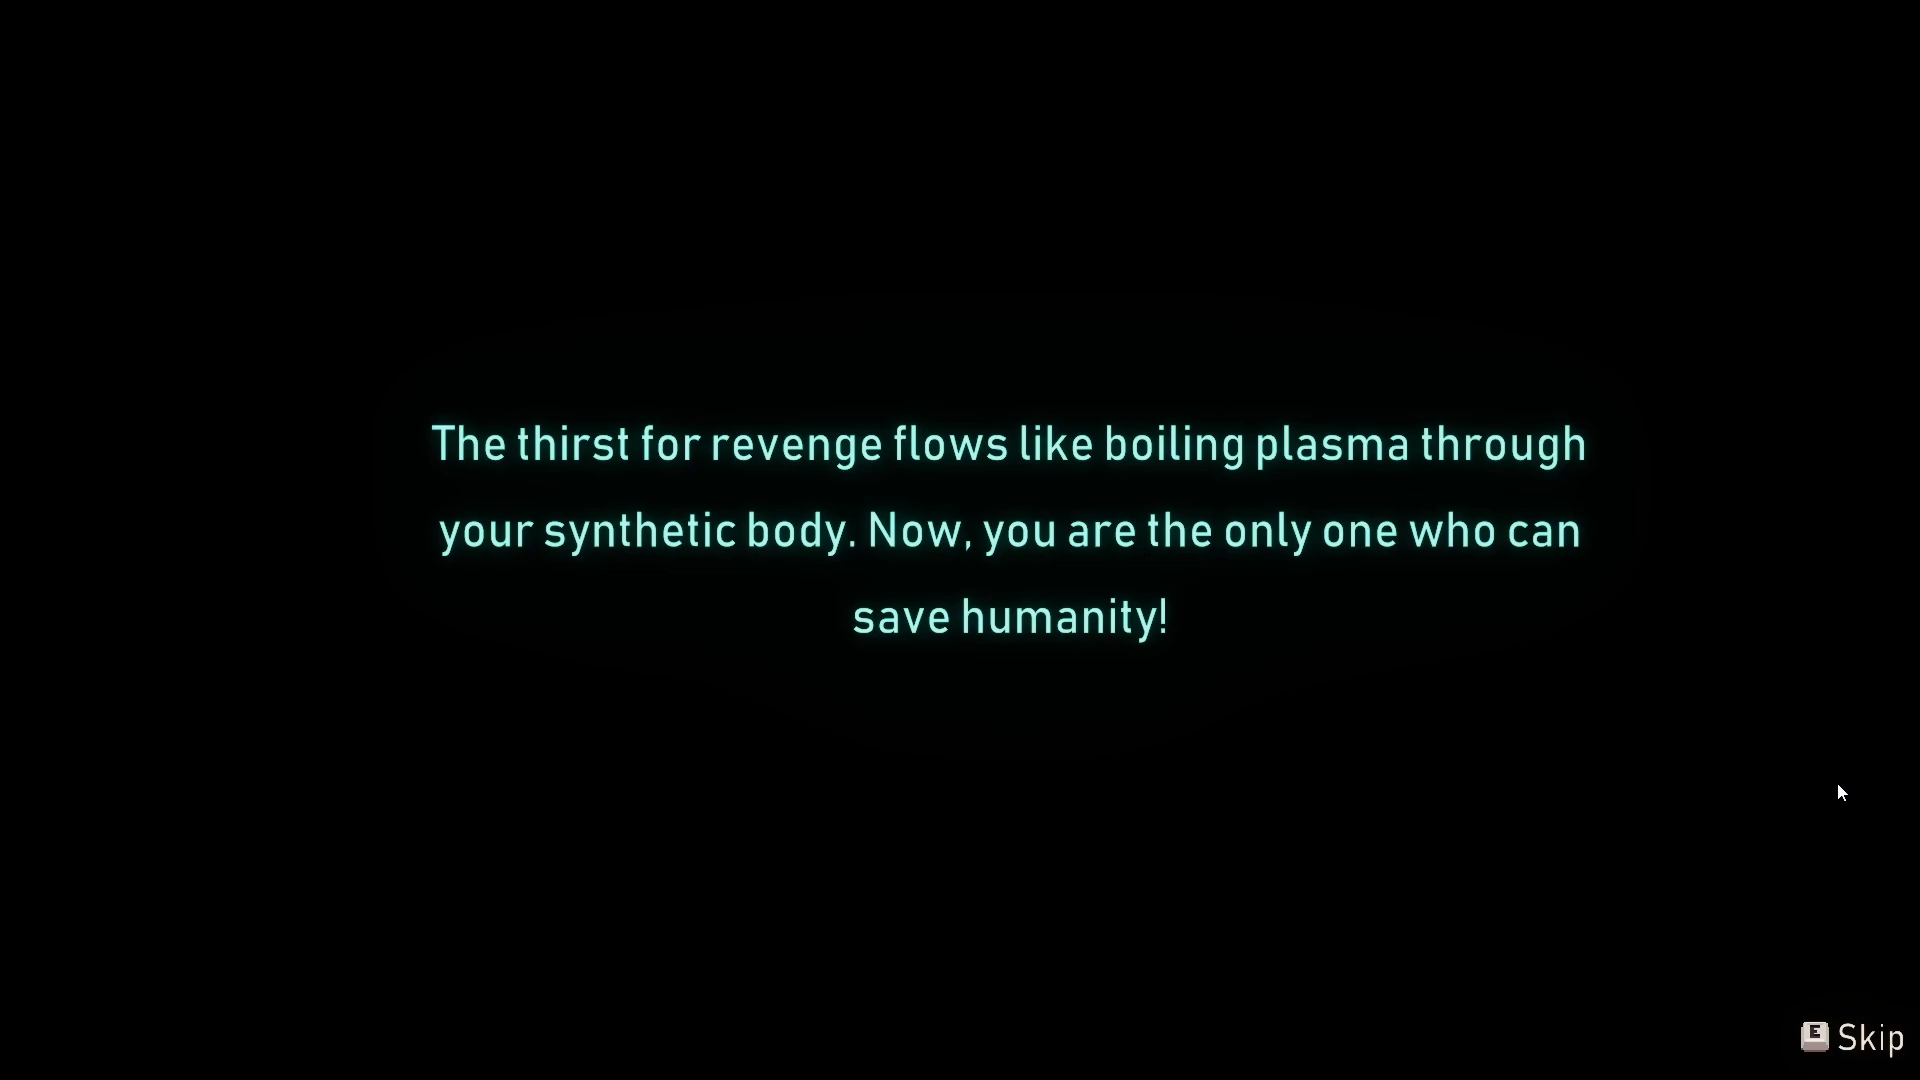 The thirst for revenge flows like boiling plasma through
your synthetic body. Now, you are the only one who can
save humanity!
E Skip